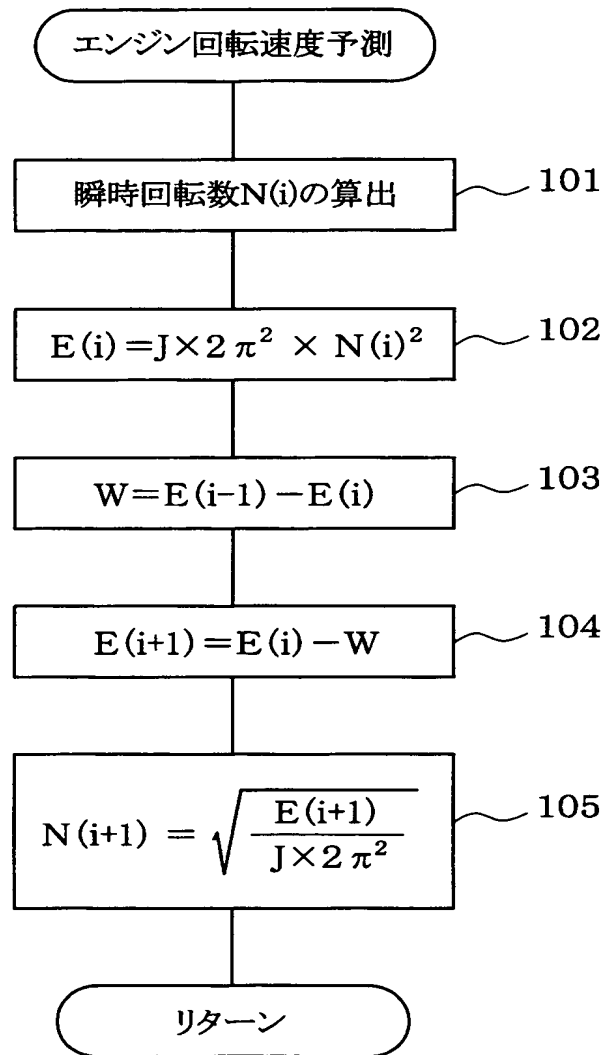 エンジン回転速度予測
瞬時回転数N(i)の算出
101
E(i)=J×2π² × N(i)²
102
W=E(i-1)−E(i)
103
E(i+1)=E(i)−W
104
N(i+1) = √(E(i+1) / J×2π²)
105
リターン